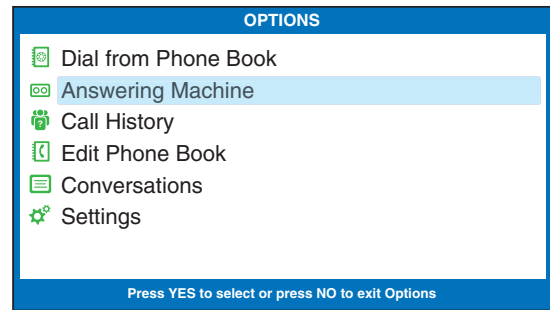 OPTIONS
Dial from Phone Book
Answering Machine
Call History
Edit Phone Book
Conversations
Settings
Press YES to select or press NO to exit Options